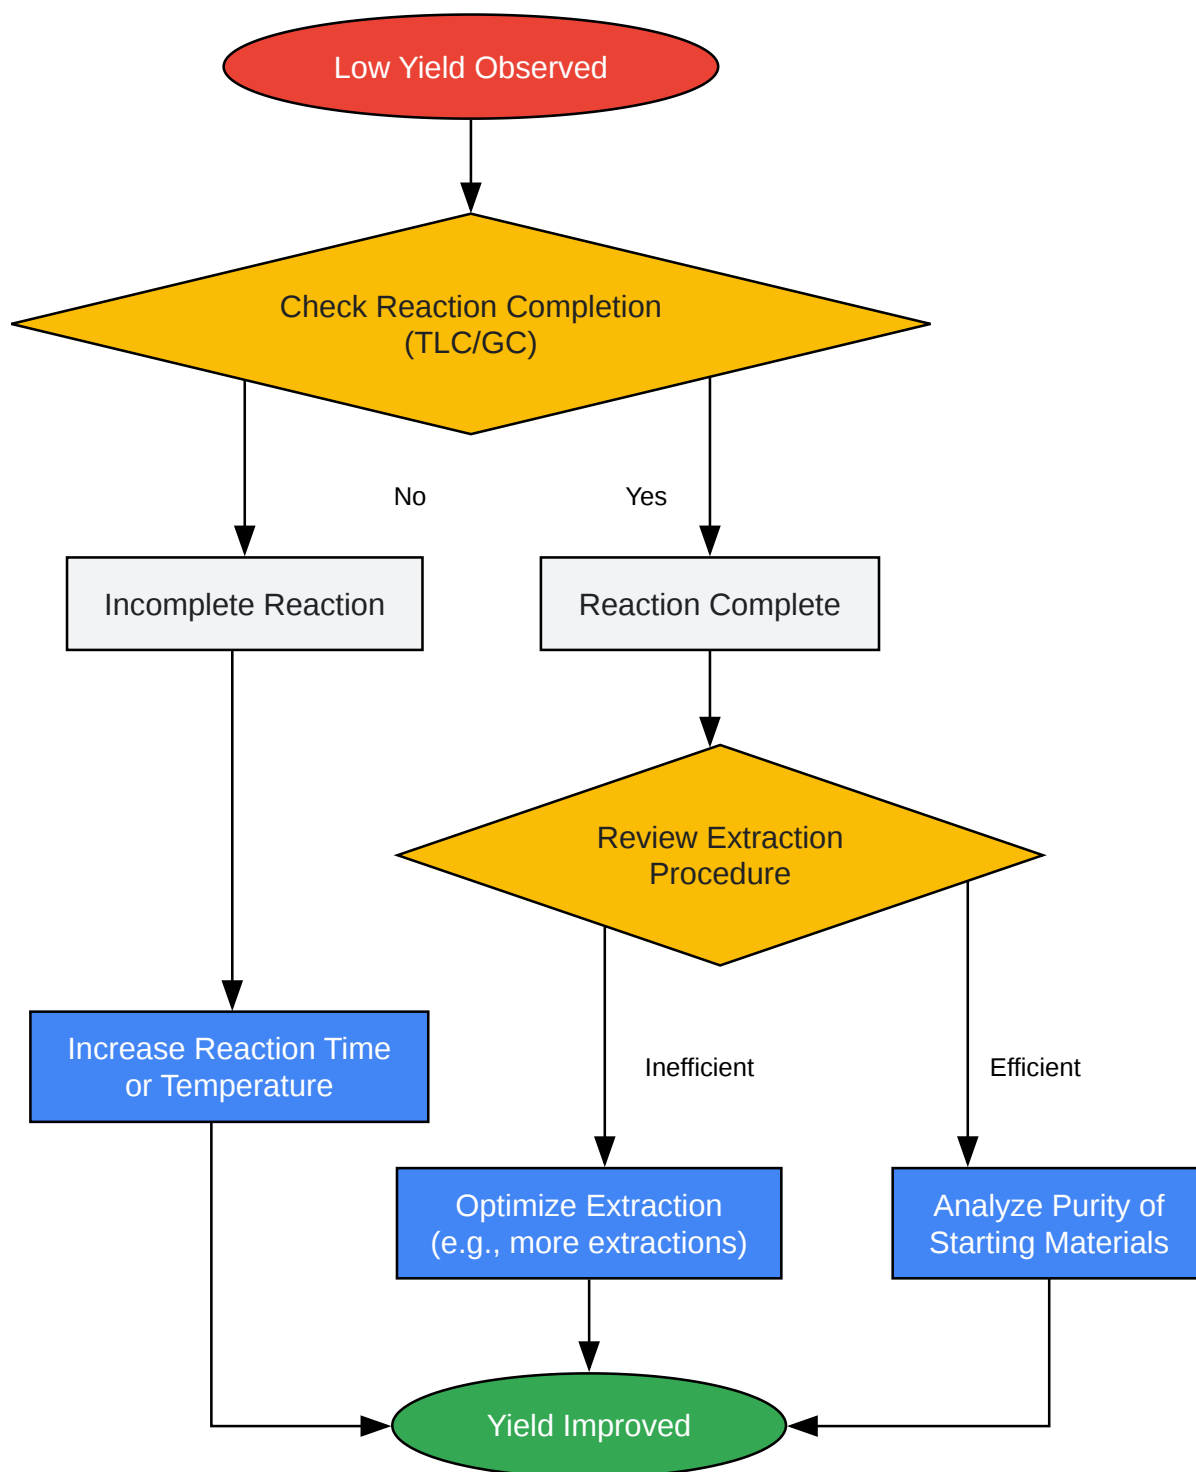 Low Yield Observed
Check Reaction Completion
(TLC/GC)
No
Yes
Incomplete Reaction
Reaction Complete
Review Extraction
Procedure
Increase Reaction Time
or Temperature
Inefficient
Efficient
Optimize Extraction
(e.g., more extractions)
Analyze Purity of
Starting Materials
Yield Improved